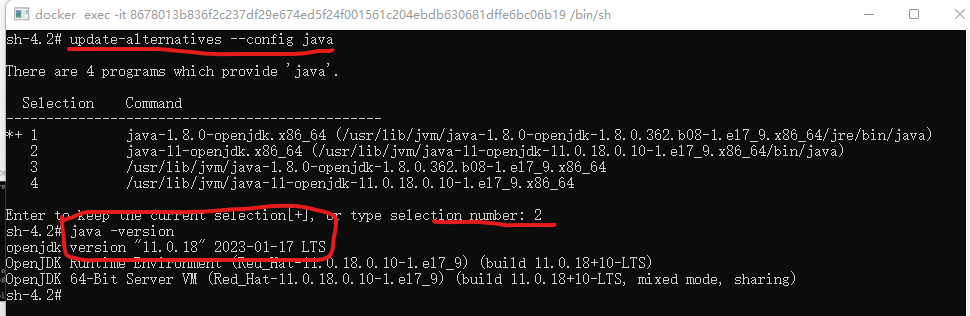 docker exec -it 8678013b836f2c237df29e674ed5f24f001561c204ebdb630681dffe6bc06b19 /bin/sh
sh-4.2# update-alternatives --config java
There are 4 programs which provide 'java'.
Selection    Command
-----------------------------------------------
*+ 1           java-1.8.0-openjdk.x86_64 (/usr/lib/jvm/java-1.8.0-openjdk-1.8.0.362.b08-1.el7_9.x86_64/jre/bin/java)
2           java-11-openjdk.x86_64 (/usr/lib/jvm/java-11-openjdk-11.0.18.0.10-1.el7_9.x86_64/bin/java)
3           /usr/lib/jvm/java-1.8.0-openjdk-1.8.0.362.b08-1.el7_9.x86_64
4           /usr/lib/jvm/java-11-openjdk-11.0.18.0.10-1.el7_9.x86_64
Enter to keep the current selection[+], or type selection number: 2
sh-4.2# java -version
openjdk version "11.0.18" 2023-01-17 LTS
OpenJDK Runtime Environment (Red_Hat-11.0.18.0.10-1.el7_9) (build 11.0.18+10-LTS)
OpenJDK 64-Bit Server VM (Red_Hat-11.0.18.0.10-1.el7_9) (build 11.0.18+10-LTS, mixed mode, sharing)
sh-4.2#